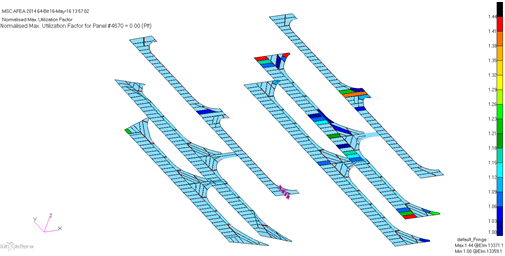 MSC AFEA 2014 64-Bit 16-May-16 13:57:02
Normalised Max. Utilization Factor
Normalised Max. Utilization Factor for Panel #4670 = 0.00 (P#)
1.44
1.41
1.38
1.35
1.32
1.29
1.26
1.23
1.21
1.18
1.15
1.12
1.09
1.06
1.03
1.00
Y
Z
X
default_Fringe :
Max 1.44 @Elm 13371.1
Min 1.00 @Elm 13359.1